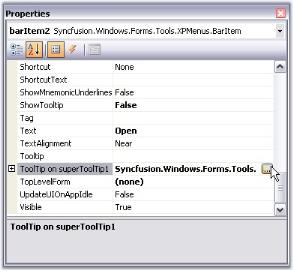 Properties
barItem2 Syncfusion.Windows.Forms.Tools.XPMenus.BarItem
Shortcut None
ShortcutText
ShowMnemonicUnderlines False
ShowTooltip False
Tag
Text Open
TextAlignment Near
Tooltip
ToolTip on superToolTip1 Syncfusion.Windows.Forms.Tools. ...
TopLevelForm (none)
UpdateUIOnAppIdle False
Visible True
ToolTip on superToolTip1